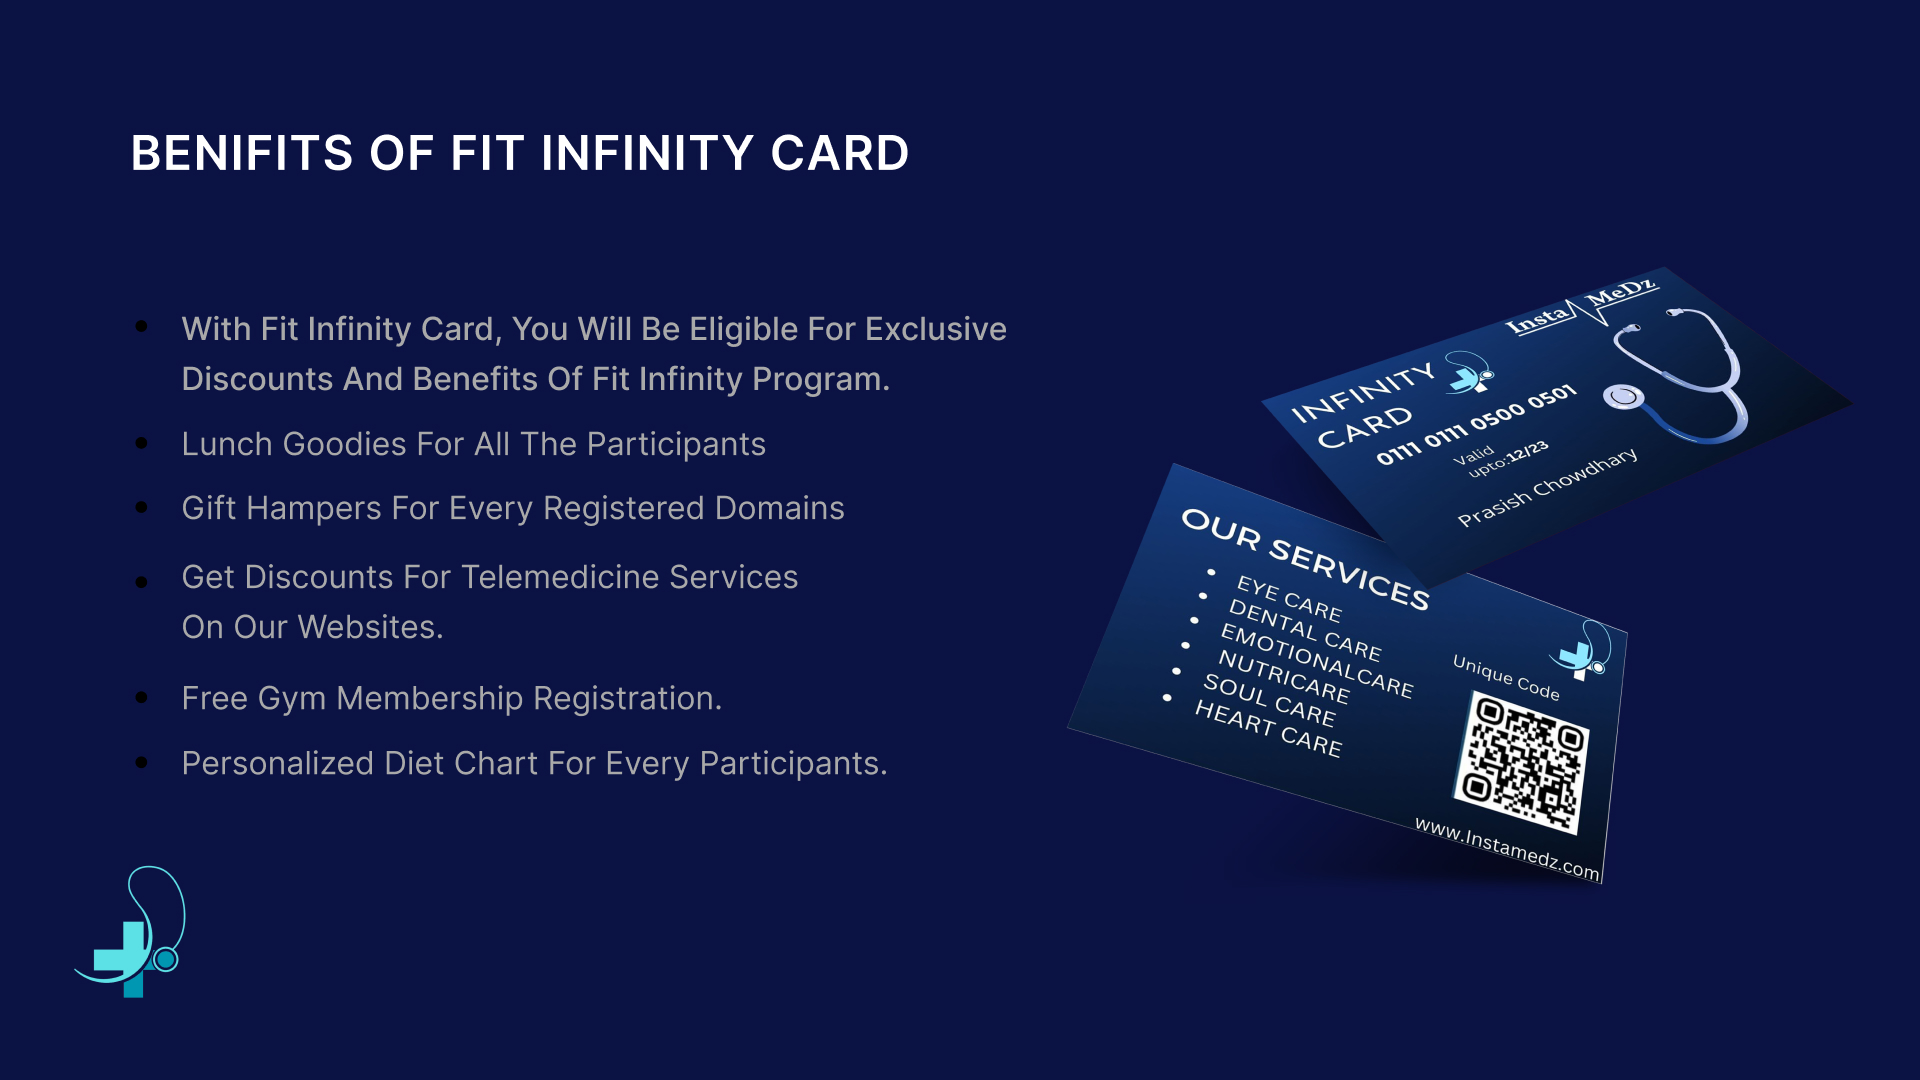 BENIFITS OF FIT INFINITY CARD
With Fit Infinity Card, You Will Be Eligible For Exclusive
Discounts And Benefits Of Fit Infinity Program.
Lunch Goodies For All The Participants
Gift Hampers For Every Registered Domains
Get Discounts For Telemedicine Services
On Our Websites.
Free Gym Membership Registration.
Personalized Diet Chart For Every Participants.
Insta MeDz
INFINITY
CARD
0111 0111 0500 0501
Valid
upto:12/23
Prasish Chowdhary
OUR SERVICES
EYE CARE
DENTAL CARE
EMOTIONALCARE
NUTRICARE
SOUL CARE
HEART CARE
Unique Code
www.Instamedz.com